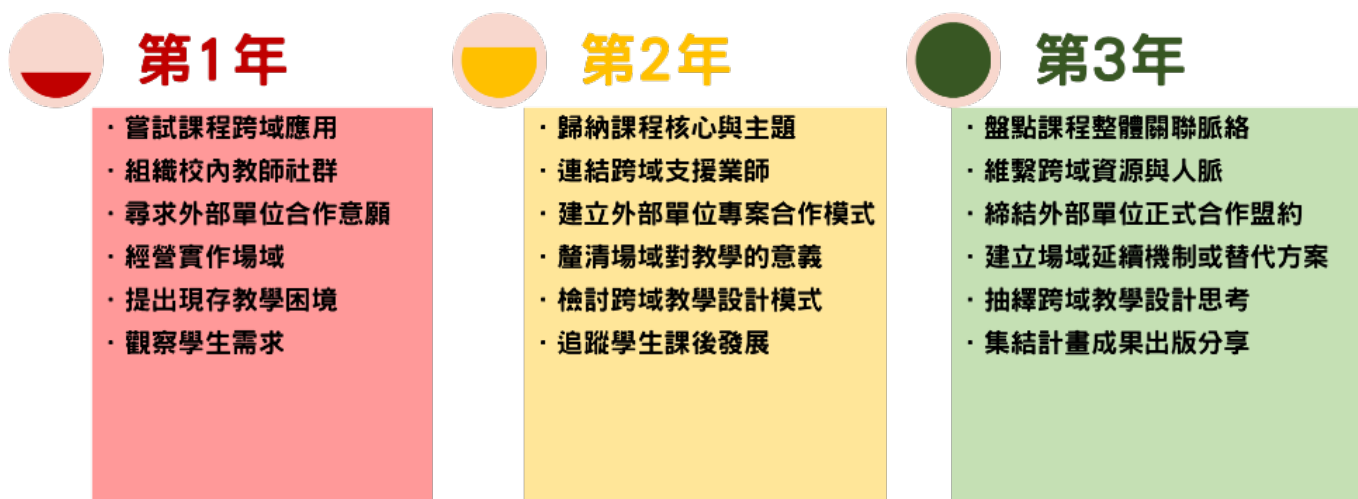 第1年
・嘗試課程跨域應用
・組織校內教師社群
・尋求外部單位合作意願
・經營實作場域
・提出現存教學困境
・觀察學生需求
第2年
・歸納課程核心與主題
・連結跨域支援業師
・建立外部單位專案合作模式
・釐清場域對教學的意義
・檢討跨域教學設計模式
・追蹤學生課後發展
第3年
・盤點課程整體關聯脈絡
・維繫跨域資源與人脈
・締結外部單位正式合作盟約
・建立場域延續機制或替代方案
・抽繹跨域教學設計思考
・集結計畫成果出版分享